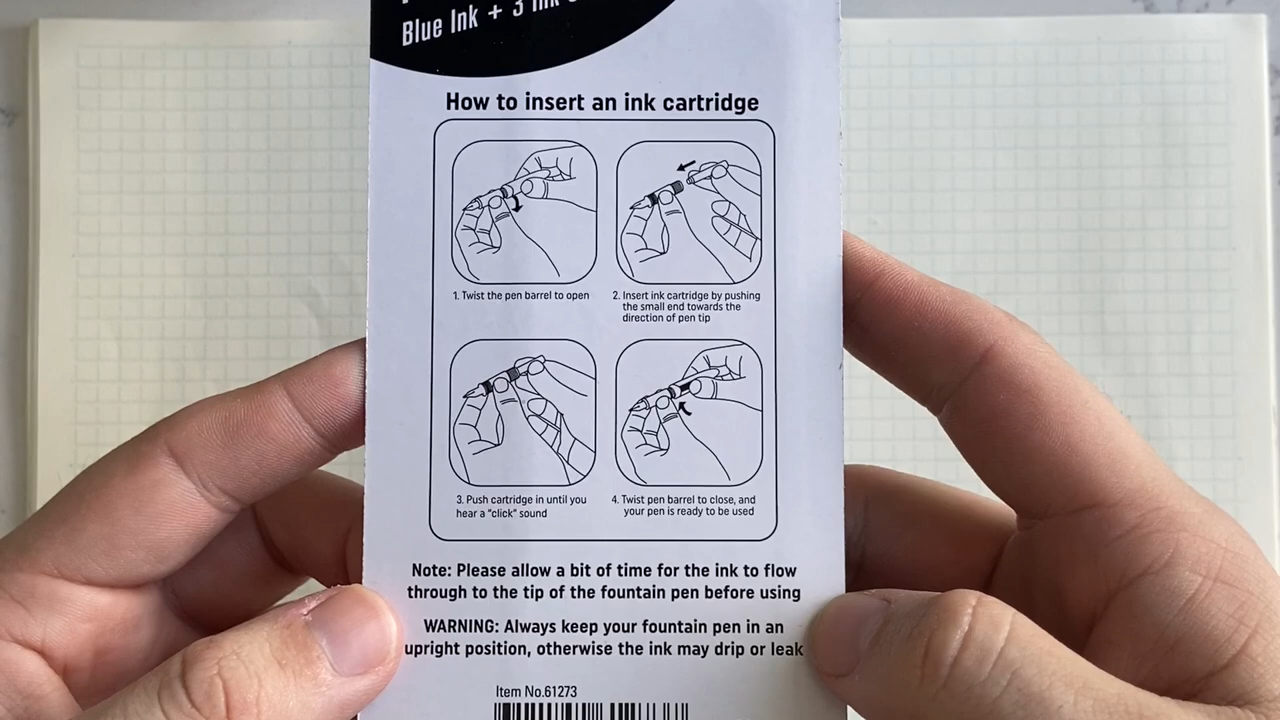 Blue Ink + 3 Ink
How to insert an ink cartridge
1. Twist the pen barrel to open
2. Insert ink cartridge by pushing
the small end towards the
direction of pen tip
3. Push cartridge in until you
hear a "click" sound
4. Twist pen barrel to close, and
your pen is ready to be used
Note: Please allow a bit of time for the ink to flow
through to the tip of the fountain pen before using
WARNING: Always keep your fountain pen in an
upright position, otherwise the ink may drip or leak
Item No.61273